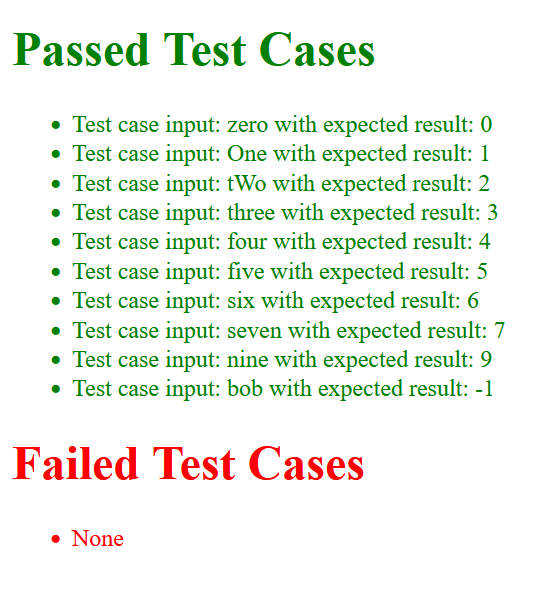 Passed Test Cases
Test case input: zero with expected result: 0
Test case input: One with expected result: 1
Test case input: tWo with expected result: 2
Test case input: three with expected result: 3
Test case input: four with expected result: 4
Test case input: five with expected result: 5
Test case input: six with expected result: 6
Test case input: seven with expected result: 7
Test case input: nine with expected result: 9
Test case input: bob with expected result: -1
Failed Test Cases
None